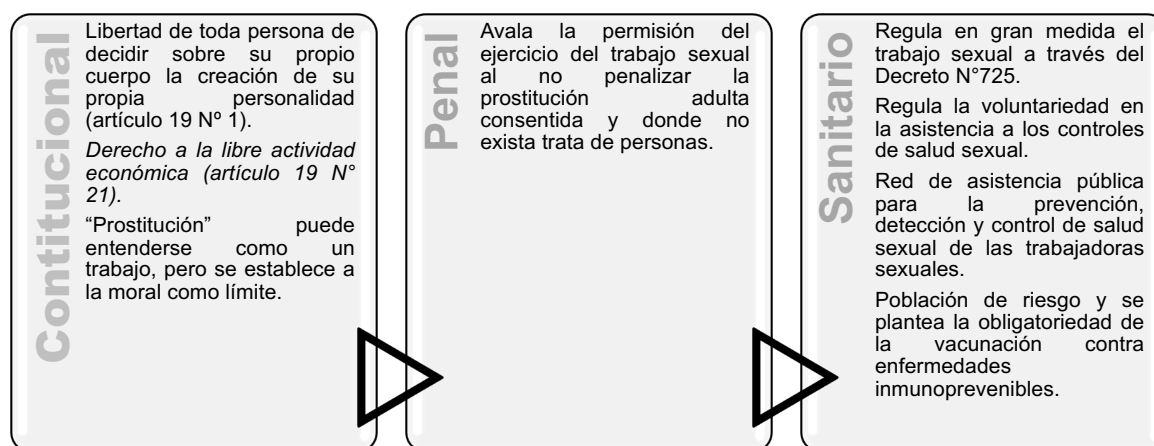 Contitucional
Libertad de toda persona de
decidir sobre su propio
cuerpo la creación de su
propia personalidad
(artículo 19 Nº 1).
Derecho a la libre actividad
económica (artículo 19 N°
21).
“Prostitución” puede
entenderse como un
trabajo, pero se establece a
la moral como límite.
Penal
Avala la permisión del
ejercicio del trabajo sexual
al no penalizar la
prostitución adulta
consentida y donde no
exista trata de personas.
Sanitario
Regula en gran medida el
trabajo sexual a través del
Decreto N°725.
Regula la voluntariedad en
la asistencia a los controles
de salud sexual.
Red de asistencia pública
para la prevención,
detección y control de salud
sexual de las trabajadoras
sexuales.
Población de riesgo y se
plantea la obligatoriedad de
la vacunación contra
enfermedades
inmunoprevenibles.